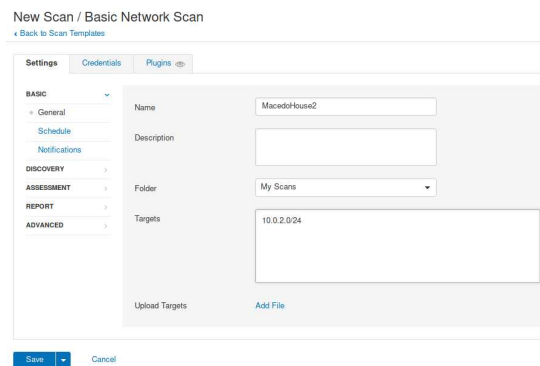 New Scan / Basic Network Scan
Back to Scan Templates
Settings Credentials Plugins
BASIC
General
Schedule
Notifications
DISCOVERY
ASSESSMENT
REPORT
ADVANCED
Name MacedoHouse2
Description
Folder My Scans
Targets 10.0.2.0/24
Upload Targets Add File
Save Cancel